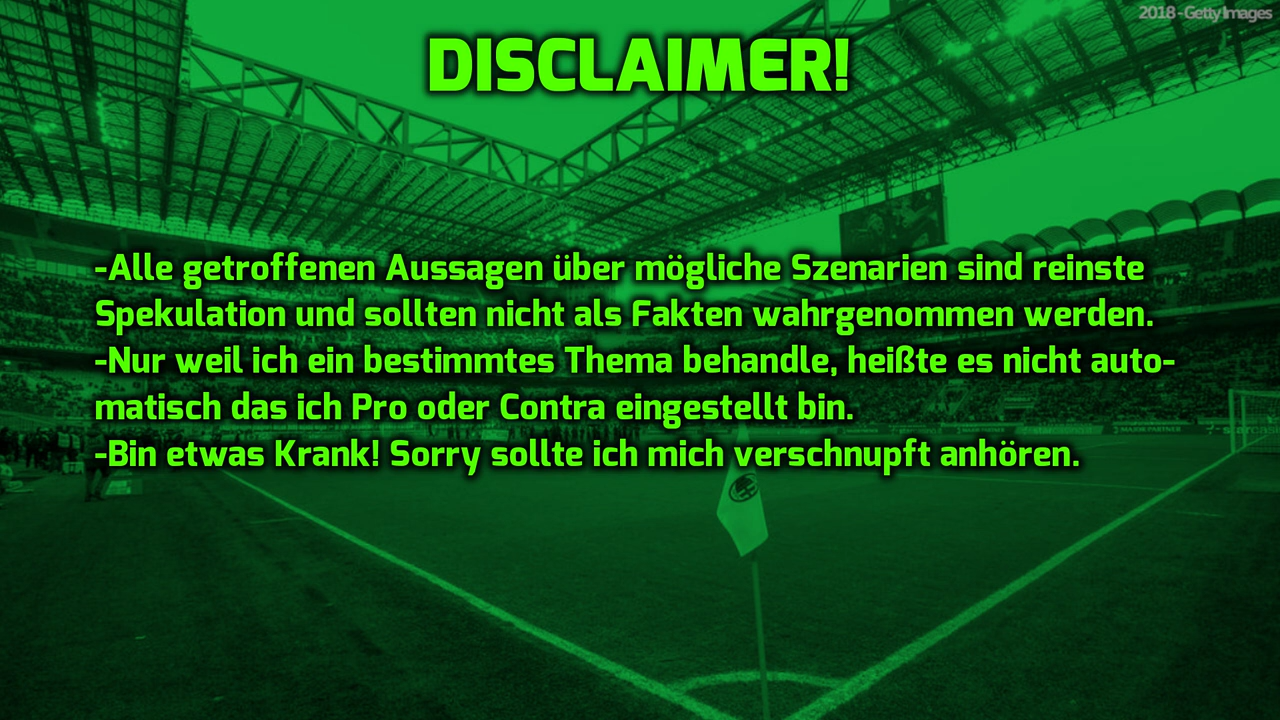 2018 - Getty Images
DISCLAIMER!
-Alle getroffenen Aussagen über mögliche Szenarien sind reinste
Spekulation und sollten nicht als Fakten wahrgenommen werden.
-Nur weil ich ein bestimmtes Thema behandle, heißte es nicht auto-
matisch das ich Pro oder Contra eingestellt bin.
-Bin etwas Krank! Sorry sollte ich mich verschnupft anhören.